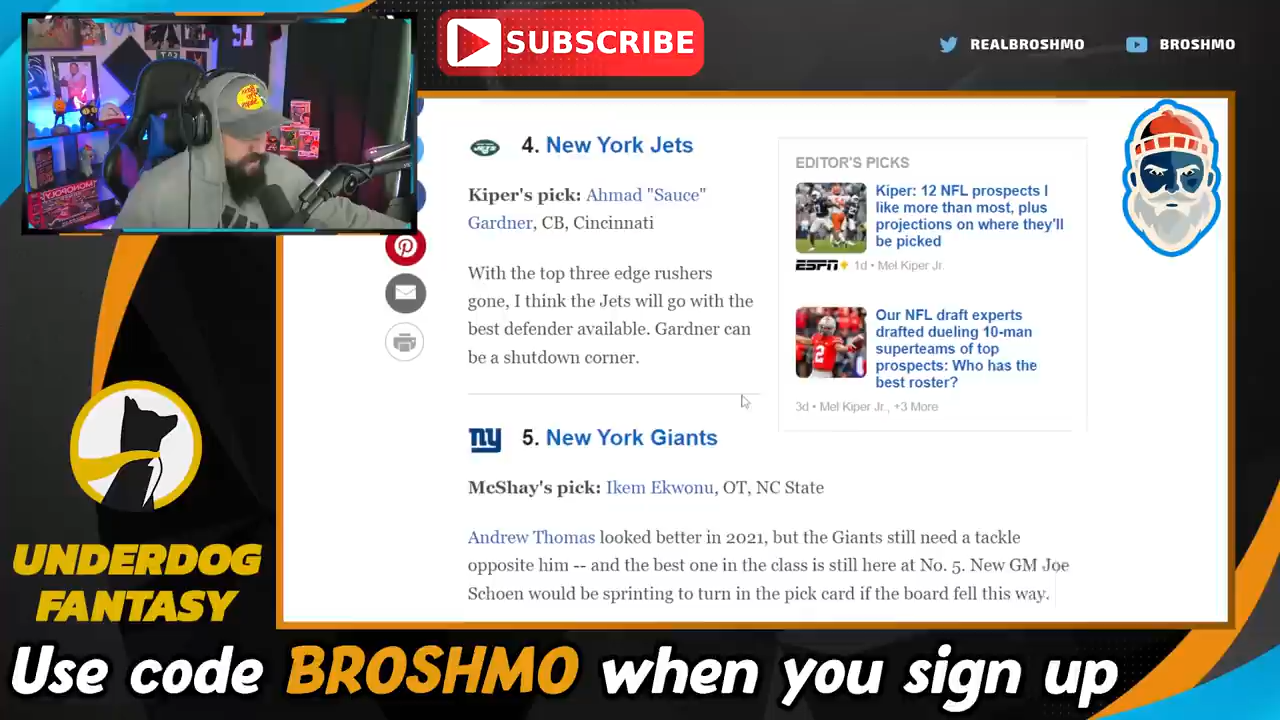 SUBSCRIBE
REALBROSHMO
BROSHMO
4. New York Jets
Kiper's pick: Ahmad "Sauce"
Gardner, CB, Cincinnati
With the top three edge rushers
gone, I think the Jets will go with the
best defender available. Gardner can
be a shutdown corner.
EDITOR'S PICKS
Kiper: 12 NFL prospects I
like more than most, plus
projections on where they'll
be picked
ESPN+ 1d • Mel Kiper Jr.
Our NFL draft experts
drafted dueling 10-man
superteams of top
prospects: Who has the
best roster?
3d • Mel Kiper Jr., +3 More
5. New York Giants
McShay's pick: Ikem Ekwonu, OT, NC State
Andrew Thomas looked better in 2021, but the Giants still need a tackle
opposite him -- and the best one in the class is still here at No. 5. New GM Joe
Schoen would be sprinting to turn in the pick card if the board fell this way.
UNDERDOG
FANTASY
Use code BROSHMO when you sign up